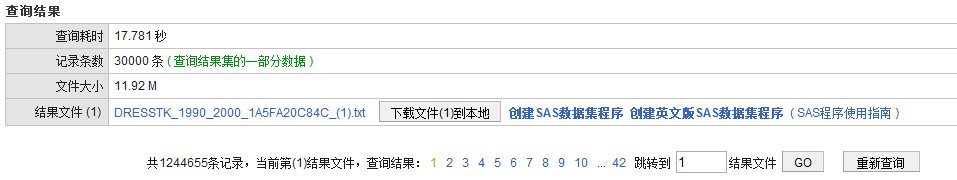 查询结果
查询耗时 17.781 秒
记录条数 30000 条 ( 查询结果集的一部分数据 )
文件大小 11.92 M
结果文件 (1) DRESSTK_1990_2000_1A5FA20C84C_(1).txt 下载文件(1)到本地 创建SAS数据集程序 创建英文版SAS数据集程序 ( SAS程序使用指南 )
共1244655条记录，当前第(1)结果文件，查询结果： 1 2 3 4 5 6 7 8 9 10 ... 42 跳转到 1 结果文件 GO 重新查询